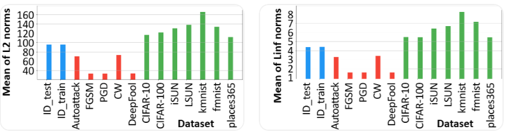 Mean of L2 norms
160
140
120
100
80
60
40
ID_test
ID_train
Autoattack
FGSM
PGD
CW
DeepFool
CIFAR-10
CIFAR-100
iSUN
LSUN
kmnist
fmnist
places365
Dataset
Mean of Linf norms
8
7
6
5
4
3
2
1
ID_test
ID_train
Autoattack
FGSM
PGD
CW
DeepFool
CIFAR-10
CIFAR-100
iSUN
LSUN
kmnist
fmnist
places365
Dataset